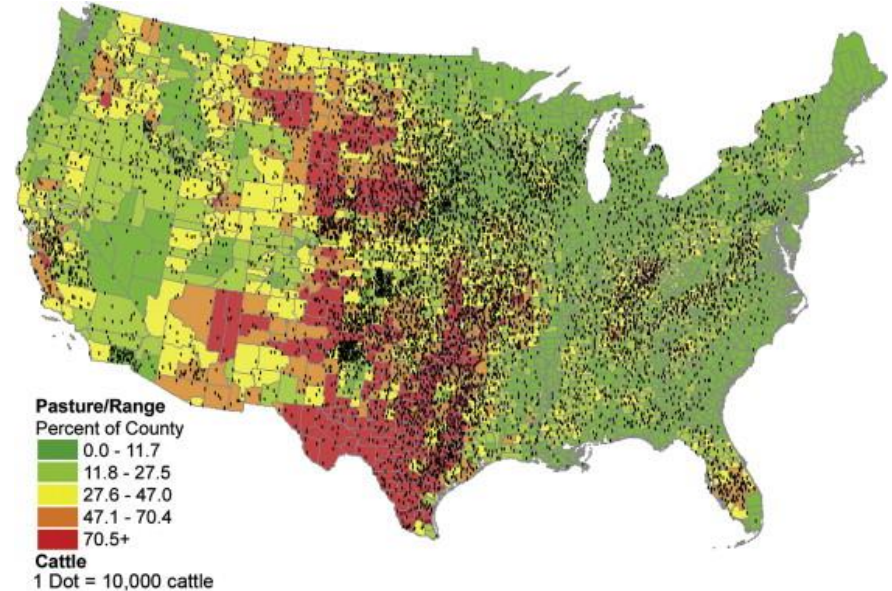 Pasture/Range
Percent of County
0.0 - 11.7
11.8 - 27.5
27.6 - 47.0
47.1 - 70.4
70.5+
Cattle
1 Dot = 10,000 cattle